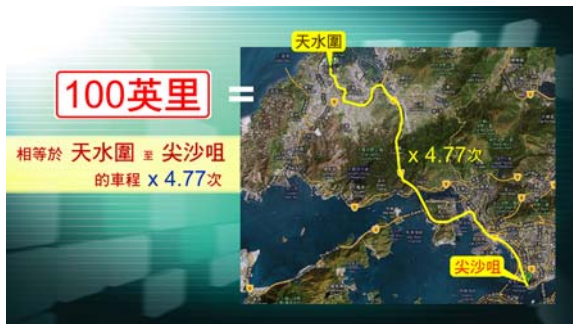 天水圍
100英里 =
相等於 天水圍 至 尖沙咀
的車程 x 4.77次
x 4.77次
尖沙咀